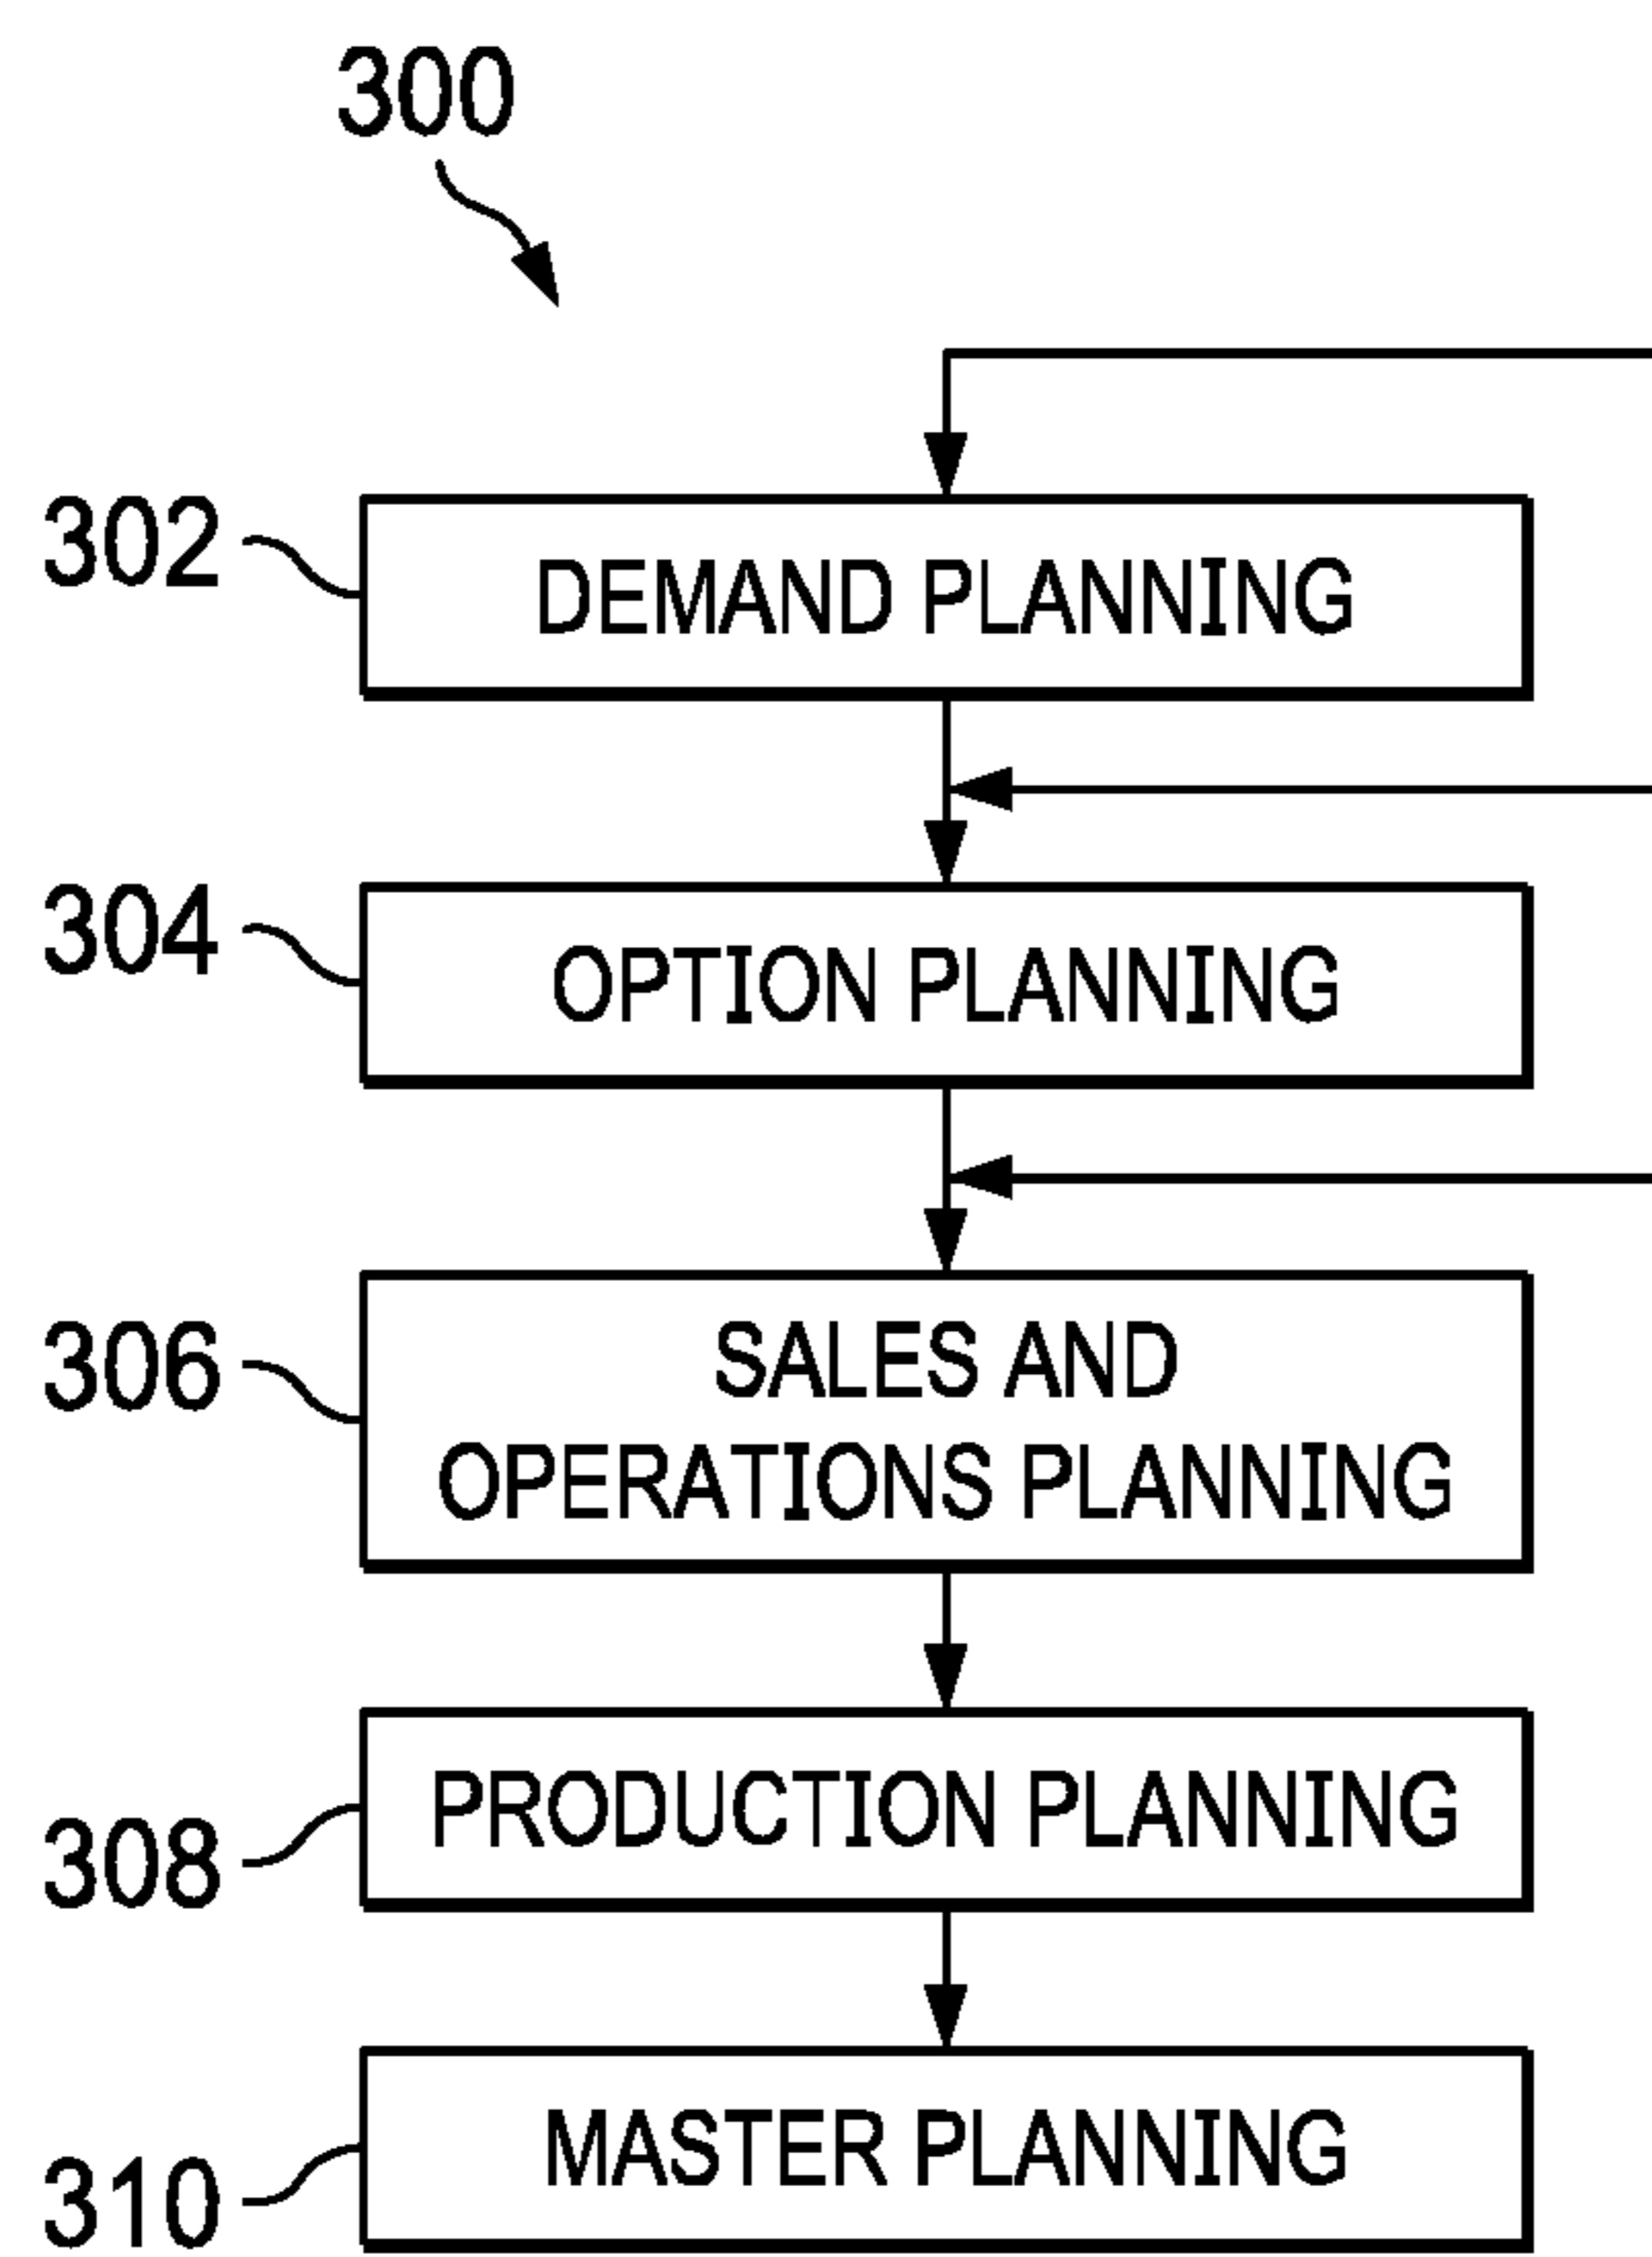 300
302
DEMAND PLANNING
304
OPTION PLANNING
306
SALES AND
OPERATIONS PLANNING
308
PRODUCTION PLANNING
310
MASTER PLANNING